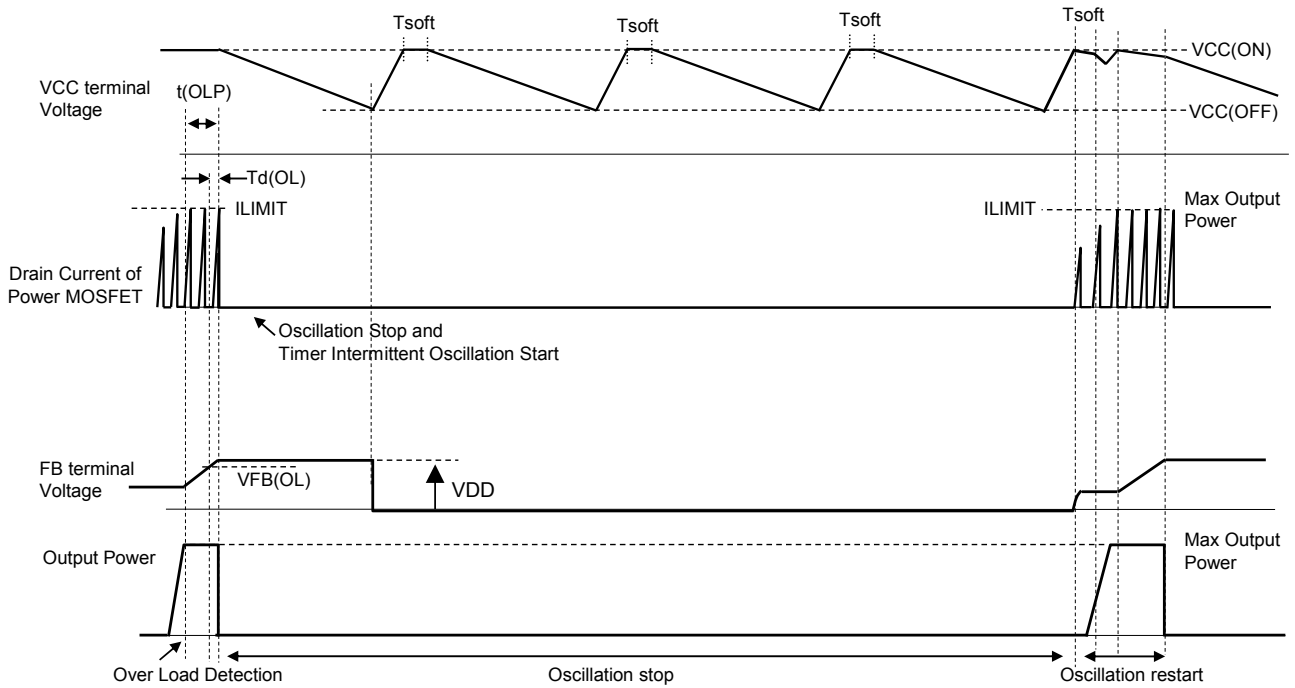 Tsoft
Tsoft
Tsoft
Tsoft
VCC(ON)
VCC terminal
Voltage
t(OLP)
VCC(OFF)
Td(OL)
ILIMIT
ILIMIT
Max Output
Power
Drain Current of
Power MOSFET
Oscillation Stop and
Timer Intermittent Oscillation Start
FB terminal
Voltage
VFB(OL)
VDD
Output Power
Max Output
Power
Over Load Detection
Oscillation stop
Oscillation restart